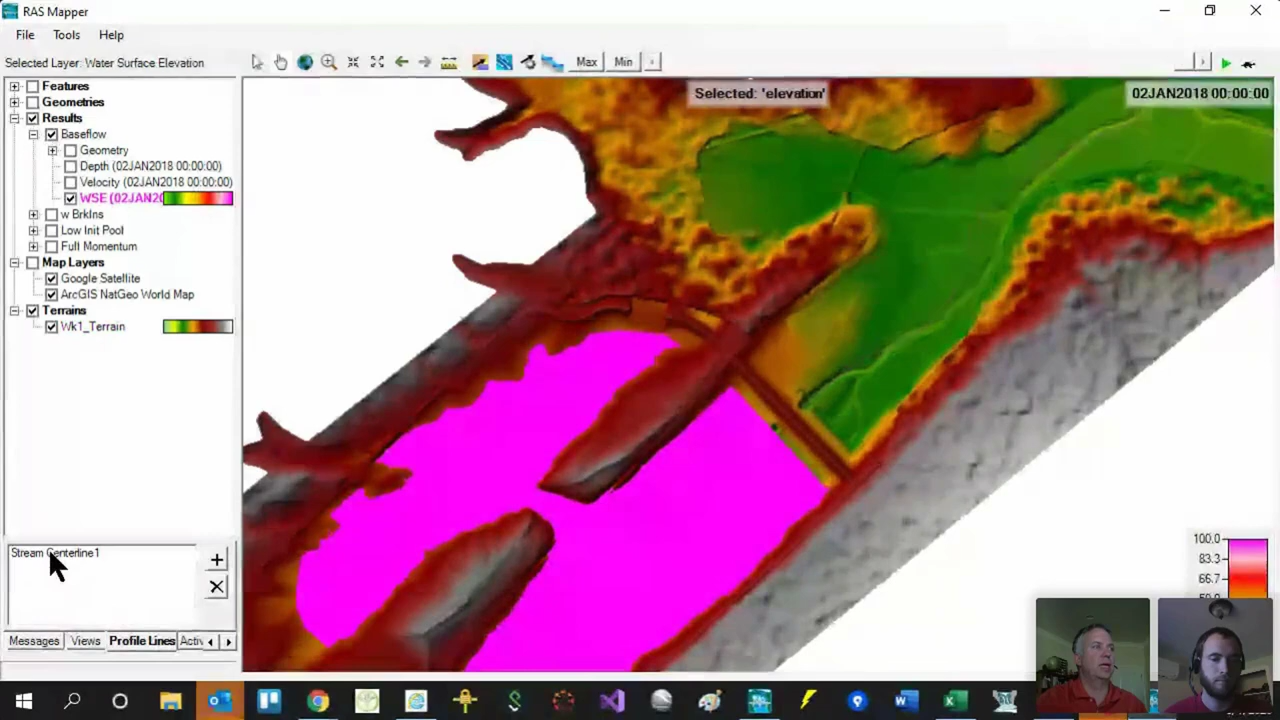 RAS Mapper
File Tools Help
Selected Layer: Water Surface Elevation
Max Min
Features
Geometries
Results
Baseflow
Geometry
Depth (02JAN2018 00:00:00)
Velocity (02JAN2018 00:00:00)
WSE (02JAN20
w BrkIns
Low Init Pool
Full Momentum
Map Layers
Google Satellite
ArcGIS NatGeo World Map
Terrains
Wk1_Terrain
Selected: 'elevation'
02JAN2018 00:00:00
Stream Centerline1
100.0
83.3
66.7
Messages Views Profile Lines